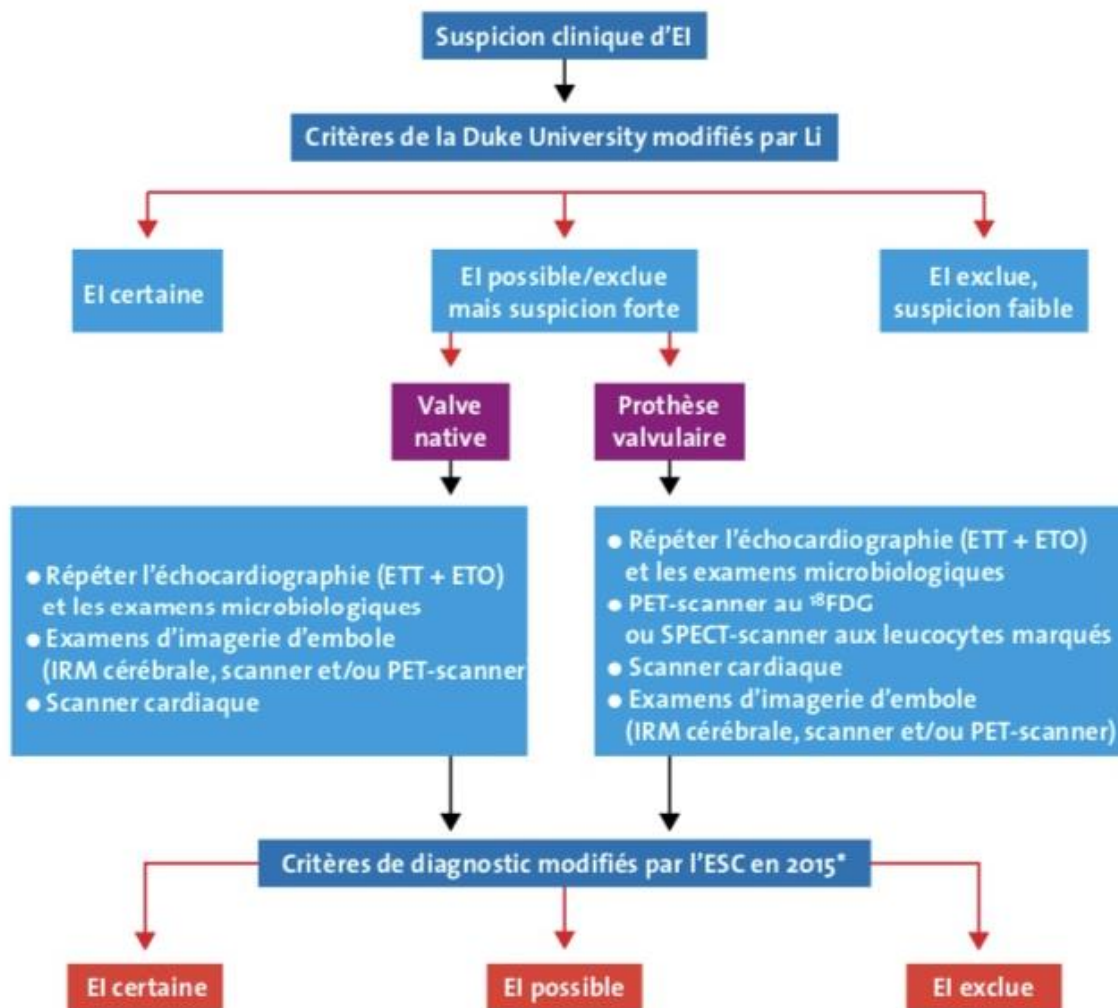 Suspicion clinique d'EI
Critères de la Duke University modifiés par Li
EI certaine
EI possible/exclue
mais suspicion forte
EI exclue,
suspicion faible
Valve
native
Prothèse
valvulaire
● Répéter l'échocardiographie (ETT + ETO)
et les examens microbiologiques
● Examens d'imagerie d'embole
(IRM cérébrale, scanner et/ou PET-scanner
● Scanner cardiaque
● Répéter l'échocardiographie (ETT + ETO)
et les examens microbiologiques
● PET-scanner au ¹⁸FDG
ou SPECT-scanner aux leucocytes marqués
● Scanner cardiaque
● Examens d'imagerie d'embole
(IRM cérébrale, scanner et/ou PET-scanner)
Critères de diagnostic modifiés par l'ESC en 2015*
EI certaine
EI possible
EI exclue